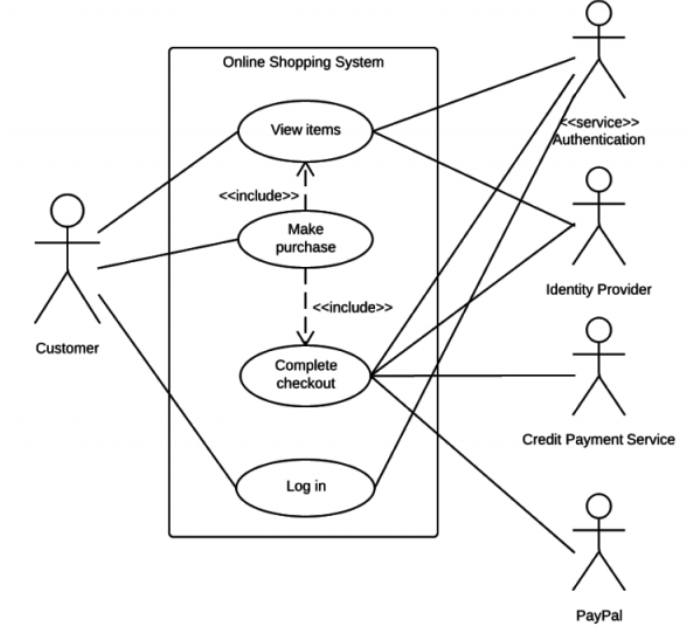 Online Shopping System
View items
<<service>>
Authentication
<<include>>
Make
purchase
Identity Provider
<<include>>
Customer
Complete
checkout
Credit Payment Service
Log in
PayPal